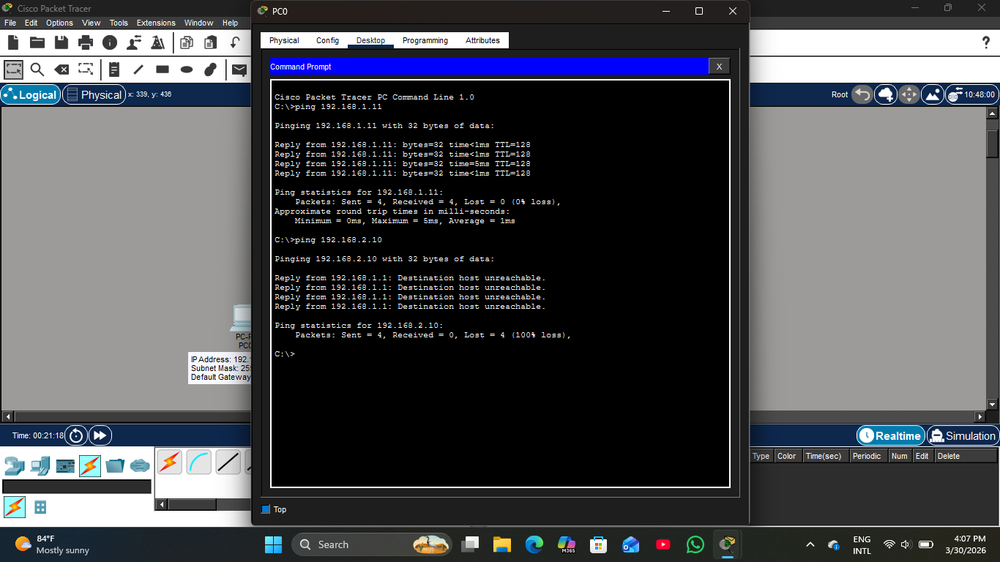 Cisco Packet Tracer
File Edit Options View Tools Extensions Window Help
PC0
Physical Config Desktop Programming Attributes
Command Prompt
X
Logical
Physical
x: 339, y: 436
Root
10:48:00
Cisco Packet Tracer PC Command Line 1.0
C:\>ping 192.168.1.11
Pinging 192.168.1.11 with 32 bytes of data:
Reply from 192.168.1.11: bytes=32 time<1ms TTL=128
Reply from 192.168.1.11: bytes=32 time<1ms TTL=128
Reply from 192.168.1.11: bytes=32 time=5ms TTL=128
Reply from 192.168.1.11: bytes=32 time<1ms TTL=128
Ping statistics for 192.168.1.11:
Packets: Sent = 4, Received = 4, Lost = 0 (0% loss),
Approximate round trip times in milli-seconds:
Minimum = 0ms, Maximum = 5ms, Average = 1ms
C:\>ping 192.168.2.10
Pinging 192.168.2.10 with 32 bytes of data:
Reply from 192.168.1.1: Destination host unreachable.
Reply from 192.168.1.1: Destination host unreachable.
Reply from 192.168.1.1: Destination host unreachable.
Reply from 192.168.1.1: Destination host unreachable.
Ping statistics for 192.168.2.10:
Packets: Sent = 4, Received = 0, Lost = 4 (100% loss),
C:\>
PC-
PC0
IP Address: 192.
Subnet Mask: 25
Default Gateway
Time: 00:21:18
Realtime
Simulation
Type Color Time(sec) Periodic Num Edit Delete
Top
84°F
Mostly sunny
Search
M365
ENG
INTL
4:07 PM
3/30/2026